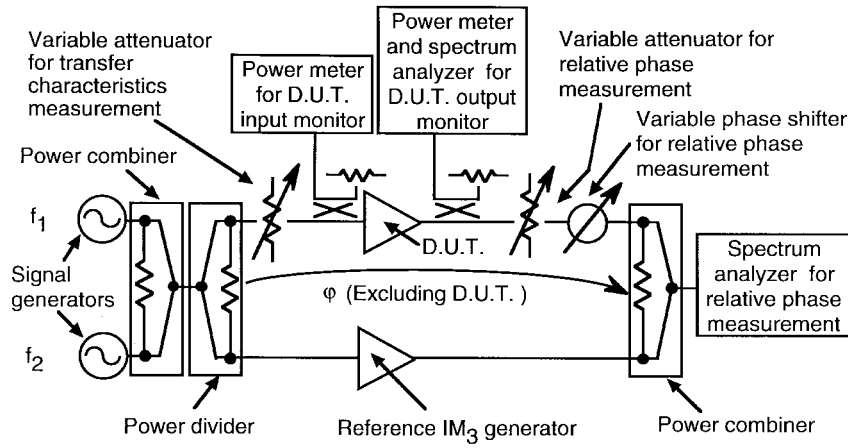 Variable attenuator
for transfer
characteristics
measurement
Power meter
for D.U.T.
input monitor
Power meter
and spectrum
analyzer for
D.U.T. output
monitor
Variable attenuator for
relative phase
measurement
Variable phase shifter
for relative phase
measurement
Power combiner
f1
Signal
generators
f2
D.U.T.
φ (Excluding D.U.T. )
Spectrum
analyzer for
relative phase
measurement
Power divider
Reference IM3 generator
Power combiner